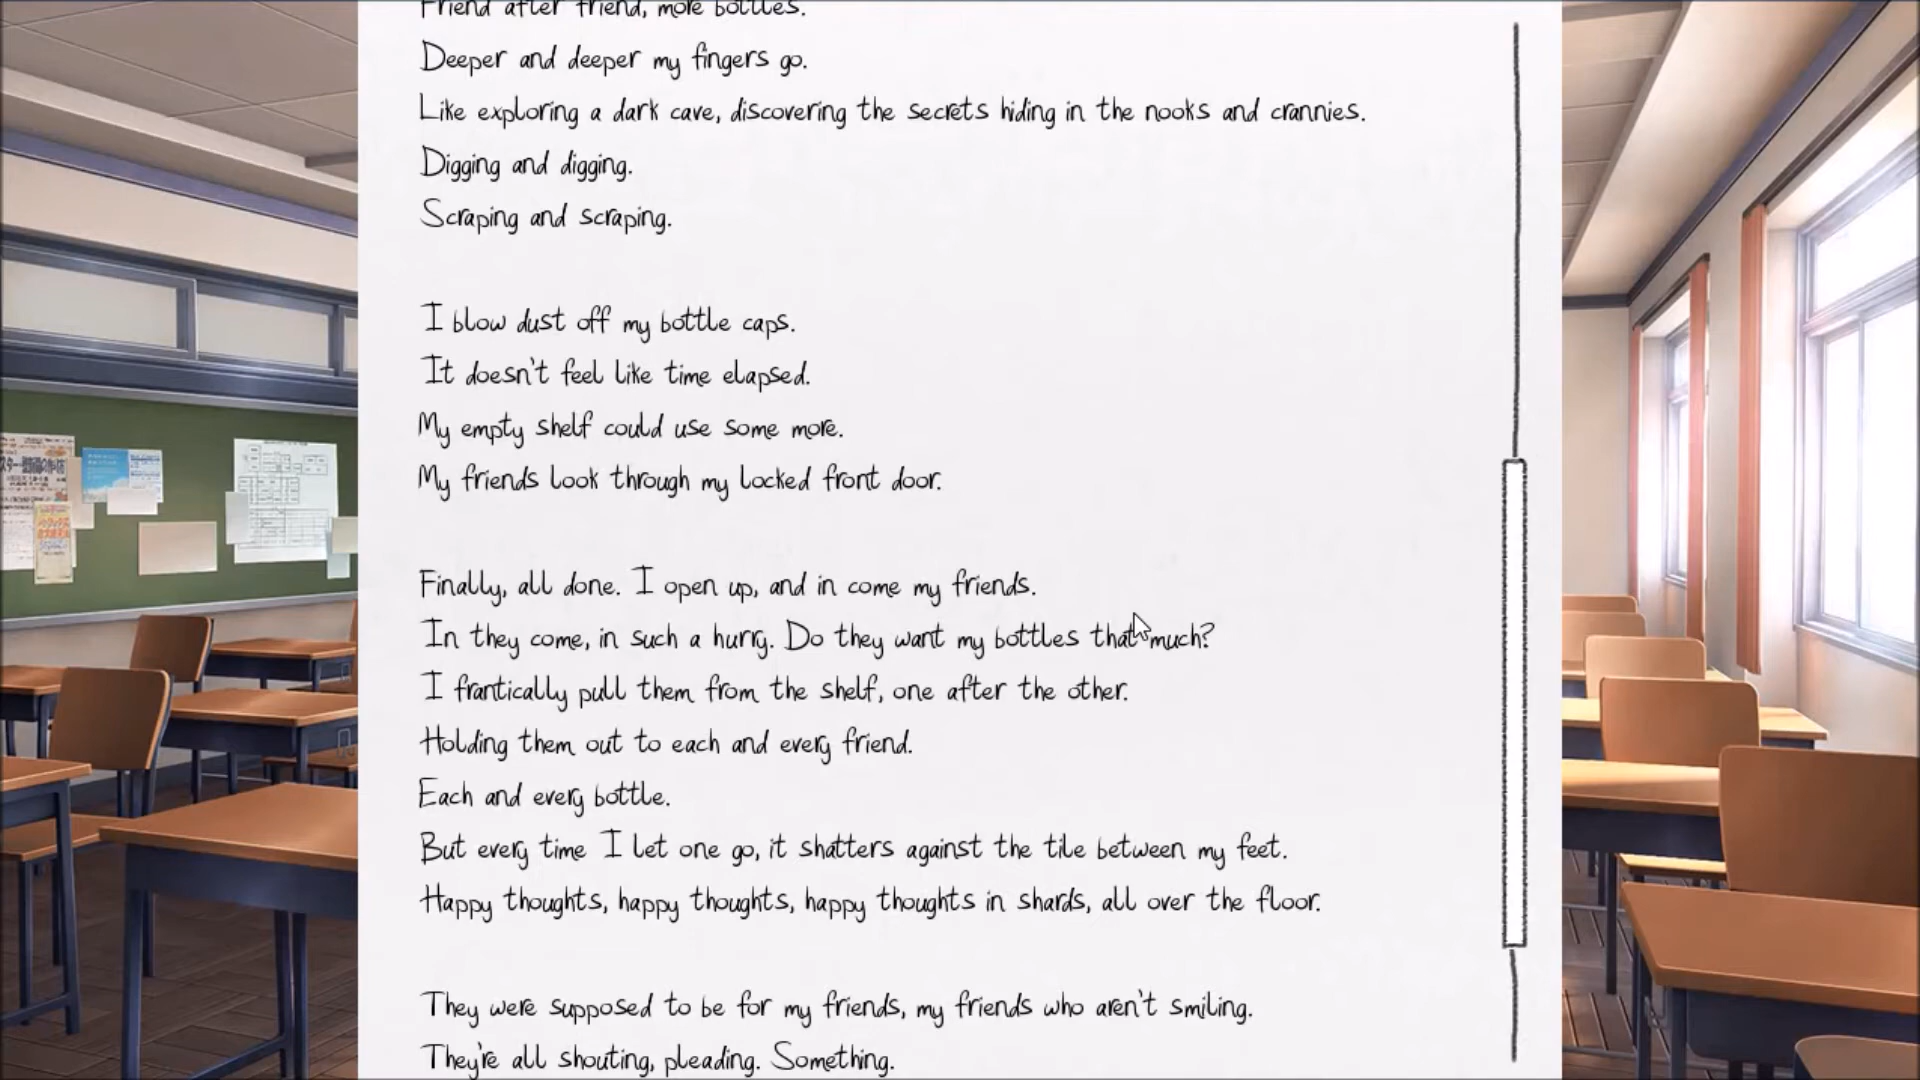 Friend after friend, more bottles.
Deeper and deeper my fingers go.
Like exploring a dark cave, discovering the secrets hiding in the nooks and crannies.
Digging and digging.
Scraping and scraping.
I blow dust off my bottle caps.
It doesn't feel like time elapsed.
My empty shelf could use some more.
My friends look through my locked front door.
Finally, all done. I open up, and in come my friends.
In they come, in such a hurry. Do they want my bottles that much?
I frantically pull them from the shelf, one after the other.
Holding them out to each and every friend.
Each and every bottle.
But every time I let one go, it shatters against the tile between my feet.
Happy thoughts, happy thoughts, happy thoughts in shards, all over the floor.
They were supposed to be for my friends, my friends who aren't smiling.
They're all shouting, pleading. Something.